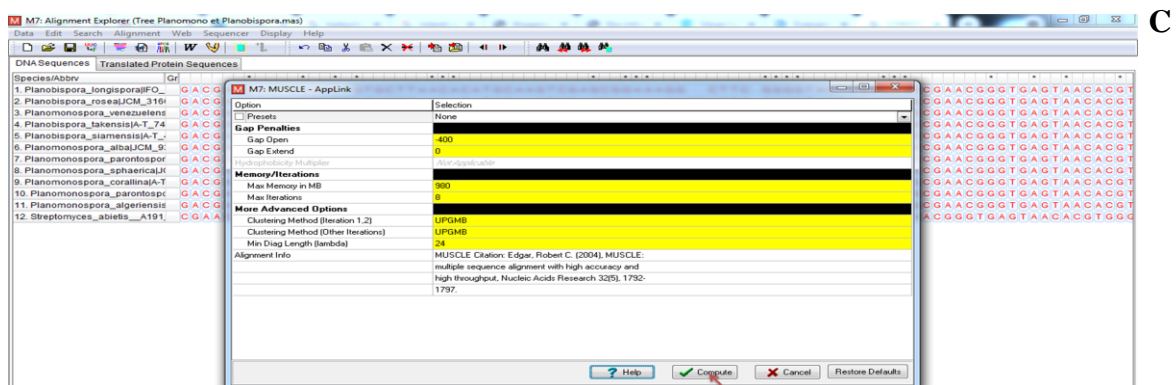 M7: Alignment Explorer (Tree Planomono et Planobispora.mas)
C
Data Edit Search Alignment Web Sequencer Display Help
W
DNA Sequences Translated Protein Sequences
Species/Abbrv Gr
1. Planobispora_longispora|IFO_ G A C G
2. Planobispora_rosea|JCM_316 G A C G
3. Planomonospora_venezuelens G A C G
4. Planobispora_takensis|A-T_74 G A C G
5. Planobispora_siamensis|A-T_ G A C G
6. Planomonospora_alba|JCM_9 G A C G
7. Planomonospora_parontospor G A C G
8. Planomonospora_sphaerica|J G A C G
9. Planomonospora_corallina|A-T G A C G
10. Planomonospora_parontospo G A C G
11. Planomonospora_algeriensis G A C G
12. Streptomyces_abietis__A191 C G A A
M7: MUSCLE - AppLink
Option Selection
Presets None
Gap Penalties
Gap Open -400
Gap Extend 0
Hydrophobicity Multiplier Not Applicable
Memory/Iterations
Max Memory in MB 980
Max Iterations 8
More Advanced Options
Clustering Method (Iteration 1,2) UPGMB
Clustering Method (Other Iterations) UPGMB
Min Diag Length (lambda) 24
Alignment Info MUSCLE Citation: Edgar, Robert C. (2004), MUSCLE:
multiple sequence alignment with high accuracy and
high throughput, Nucleic Acids Research 32(5), 1792-
1797.
? Help Compute Cancel Restore Defaults
C G A A C G G G T G A G T A A C A C G T
C G A A C G G G T G A G T A A C A C G T
C G A A C G G G T G A G T A A C A C G T
C G A A C G G G T G A G T A A C A C G T
C G A A C G G G T G A G T A A C A C G T
C G A A C G G G T G A G T A A C A C G T
C G A A C G G G T G A G T A A C A C G T
C G A A C G G G T G A G T A A C A C G T
C G A A C G G G T G A G T A A C A C G T
C G A A C G G G T G A G T A A C A C G T
C G A A C G G G T G A G T A A C A C G T
A C G G G T G A G T A A C A C G T G G G